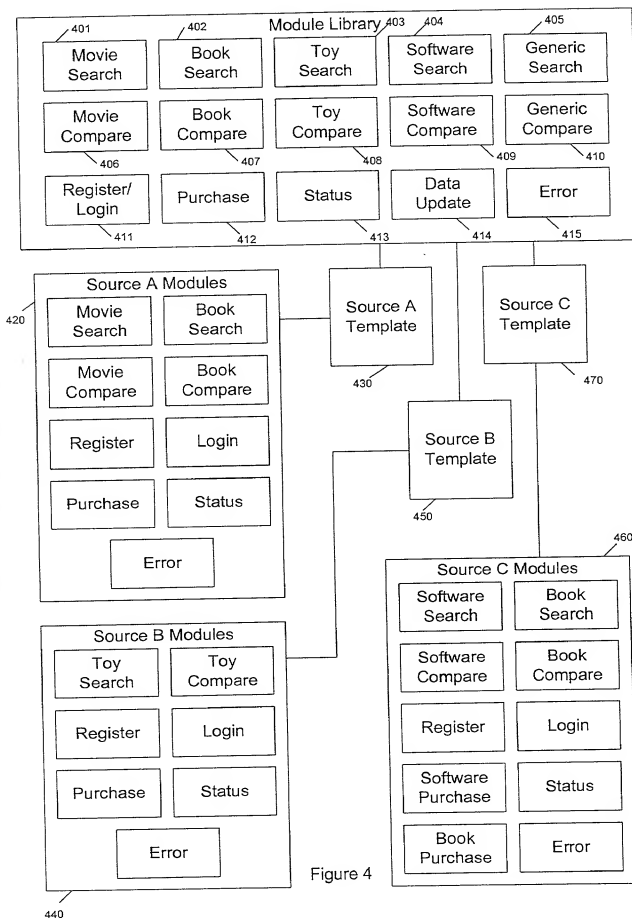 Module Library
401
402
403
404
405
Movie
Search
Book
Search
Toy
Search
Software
Search
Generic
Search
Movie
Compare
Book
Compare
Toy
Compare
Software
Compare
Generic
Compare
406
407
408
409
410
Register/
Login
Purchase
Status
Data
Update
Error
411
412
413
414
415
420
Source A Modules
Movie
Search
Book
Search
Movie
Compare
Book
Compare
Register
Login
Purchase
Status
Error
Source A
Template
430
Source C
Template
470
Source B
Template
450
Source B Modules
Toy
Search
Toy
Compare
Register
Login
Purchase
Status
Error
440
460
Source C Modules
Software
Search
Book
Search
Software
Compare
Book
Compare
Register
Login
Software
Purchase
Status
Book
Purchase
Error
Figure 4